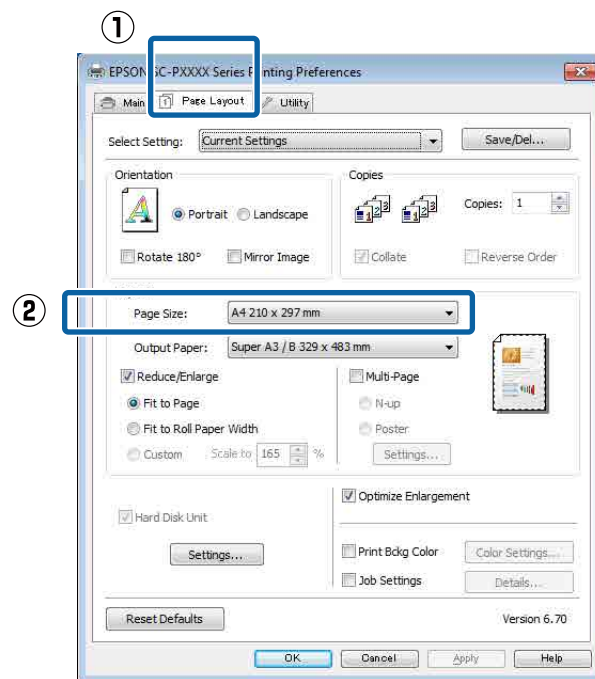 ①
EPSON SC-PXXXX Series Printing Preferences
Main Page Layout Utility
Select Setting: Current Settings Save/Del...
Orientation Copies
Portrait Landscape Copies: 1
Rotate 180° Mirror Image Collate Reverse Order
②
Page Size: A4 210 x 297 mm
Output Paper: Super A3 / B 329 x 483 mm
Reduce/Enlarge Multi-Page
Fit to Page N-up
Fit to Roll Paper Width Poster
Custom Scale to 165 % Settings...
Optimize Enlargement
Hard Disk Unit
Settings... Print Bckg Color Color Settings...
Job Settings Details...
Reset Defaults Version 6.70
OK Cancel Apply Help